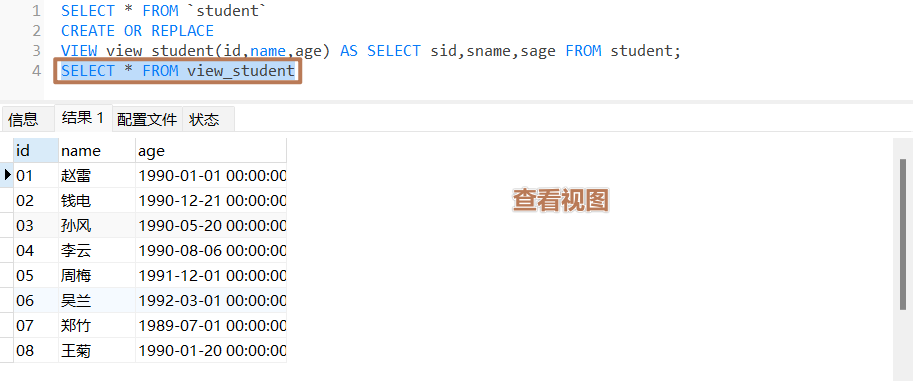 1 SELECT * FROM `student`
2 CREATE OR REPLACE
3 VIEW view_student(id,name,age) AS SELECT sid,sname,sage FROM student;
4 SELECT * FROM view_student
信息 结果 1 配置文件 状态
id name age
01 赵雷 1990-01-01 00:00:00
02 钱电 1990-12-21 00:00:00
03 孙风 1990-05-20 00:00:00
04 李云 1990-08-06 00:00:00
05 周梅 1991-12-01 00:00:00
06 吴兰 1992-03-01 00:00:00
07 郑竹 1989-07-01 00:00:00
08 王菊 1990-01-20 00:00:00
查看视图